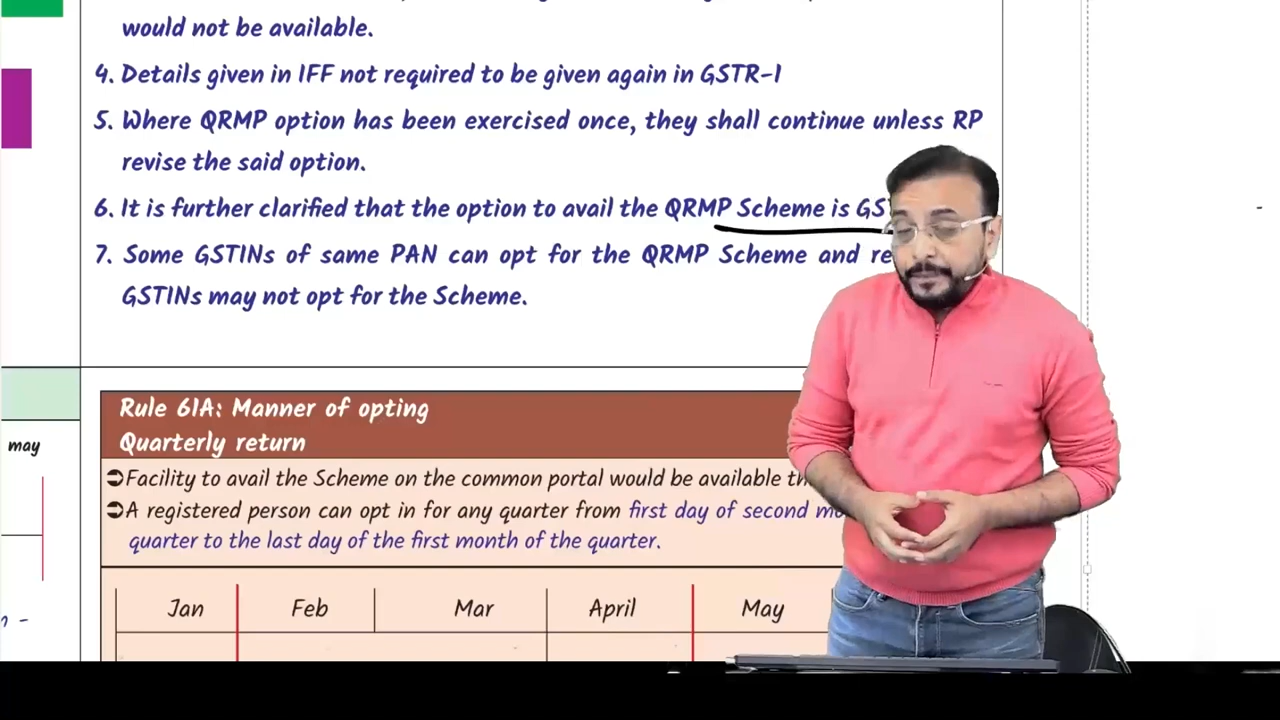 would not be available.
4. Details given in IFF not required to be given again in GSTR-1
5. Where QRMP option has been exercised once, they shall continue unless RP
revise the said option.
6. It is further clarified that the option to avail the QRMP Scheme is
7. Some GSTINs of same PAN can opt for the QRMP Scheme and
GSTINs may not opt for the Scheme.
may
Rule 61A: Manner of opting
Quarterly return
Facility to avail the Scheme on the common portal would be available
A registered person can opt in for any quarter from first day of second
quarter to the last day of the first month of the quarter.
Jan Feb Mar April May